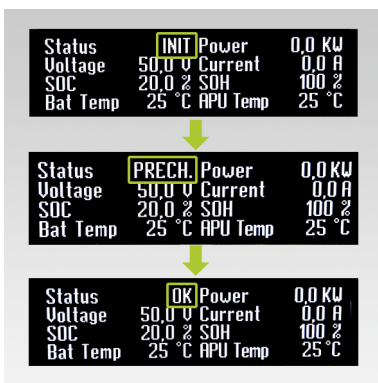 Status INIT Power 0,0 KW
Voltage 50,0 V Current 0,0 A
SOC 20,0 % SOH 100 %
Bat Temp 25 °C APU Temp 25 °C
Status PRECH. Power 0,0 KW
Voltage 50,0 V Current 0,0 A
SOC 20,0 % SOH 100 %
Bat Temp 25 °C APU Temp 25 °C
Status OK Power 0,0 KW
Voltage 50,0 V Current 0,0 A
SOC 20,0 % SOH 100 %
Bat Temp 25 °C APU Temp 25 °C